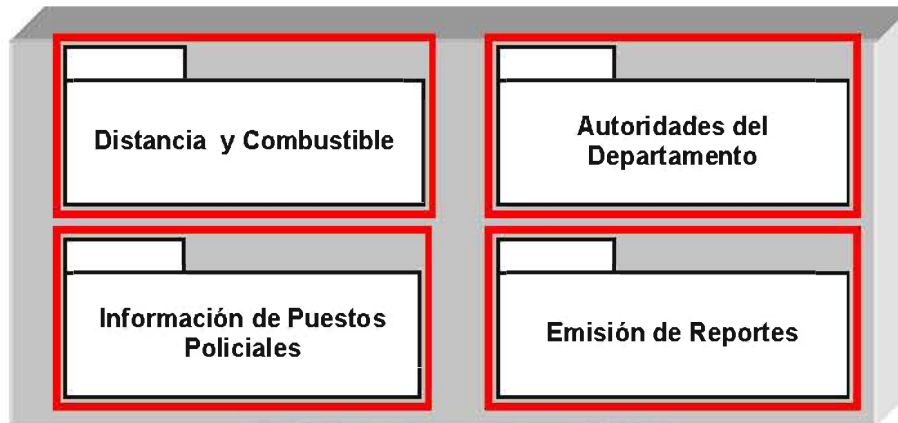 Distancia y Combustible
Autoridades del
Departamento
Información de Puestos
Policiales
Emisión de Reportes